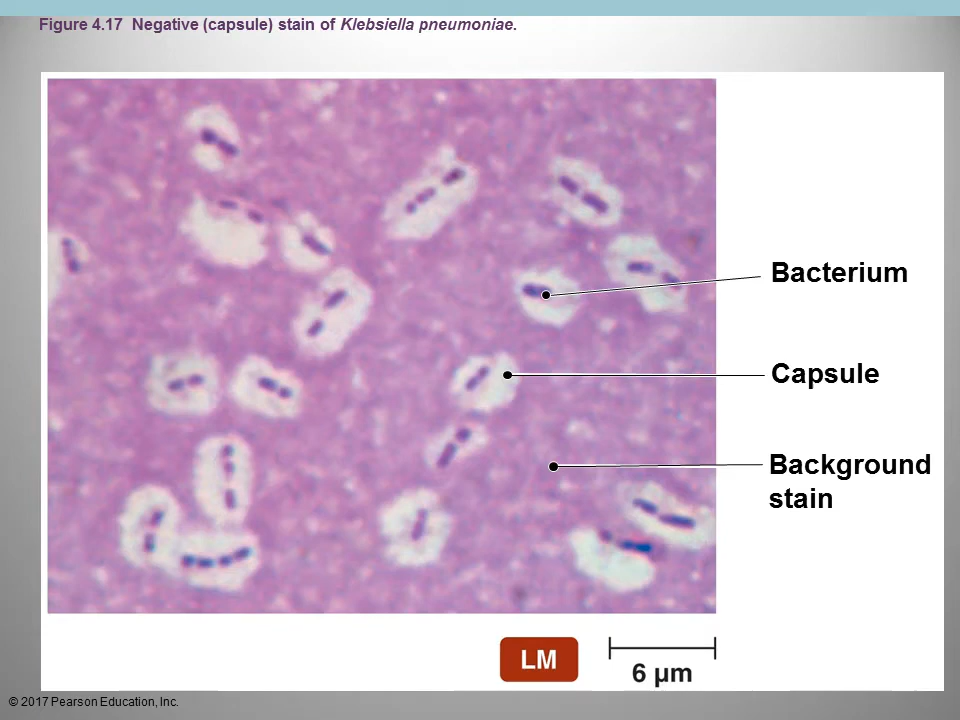 Figure 4.17 Negative (capsule) stain of Klebsiella pneumoniae.
Bacterium
Capsule
Background
stain
LM
6 µm
© 2017 Pearson Education, Inc.